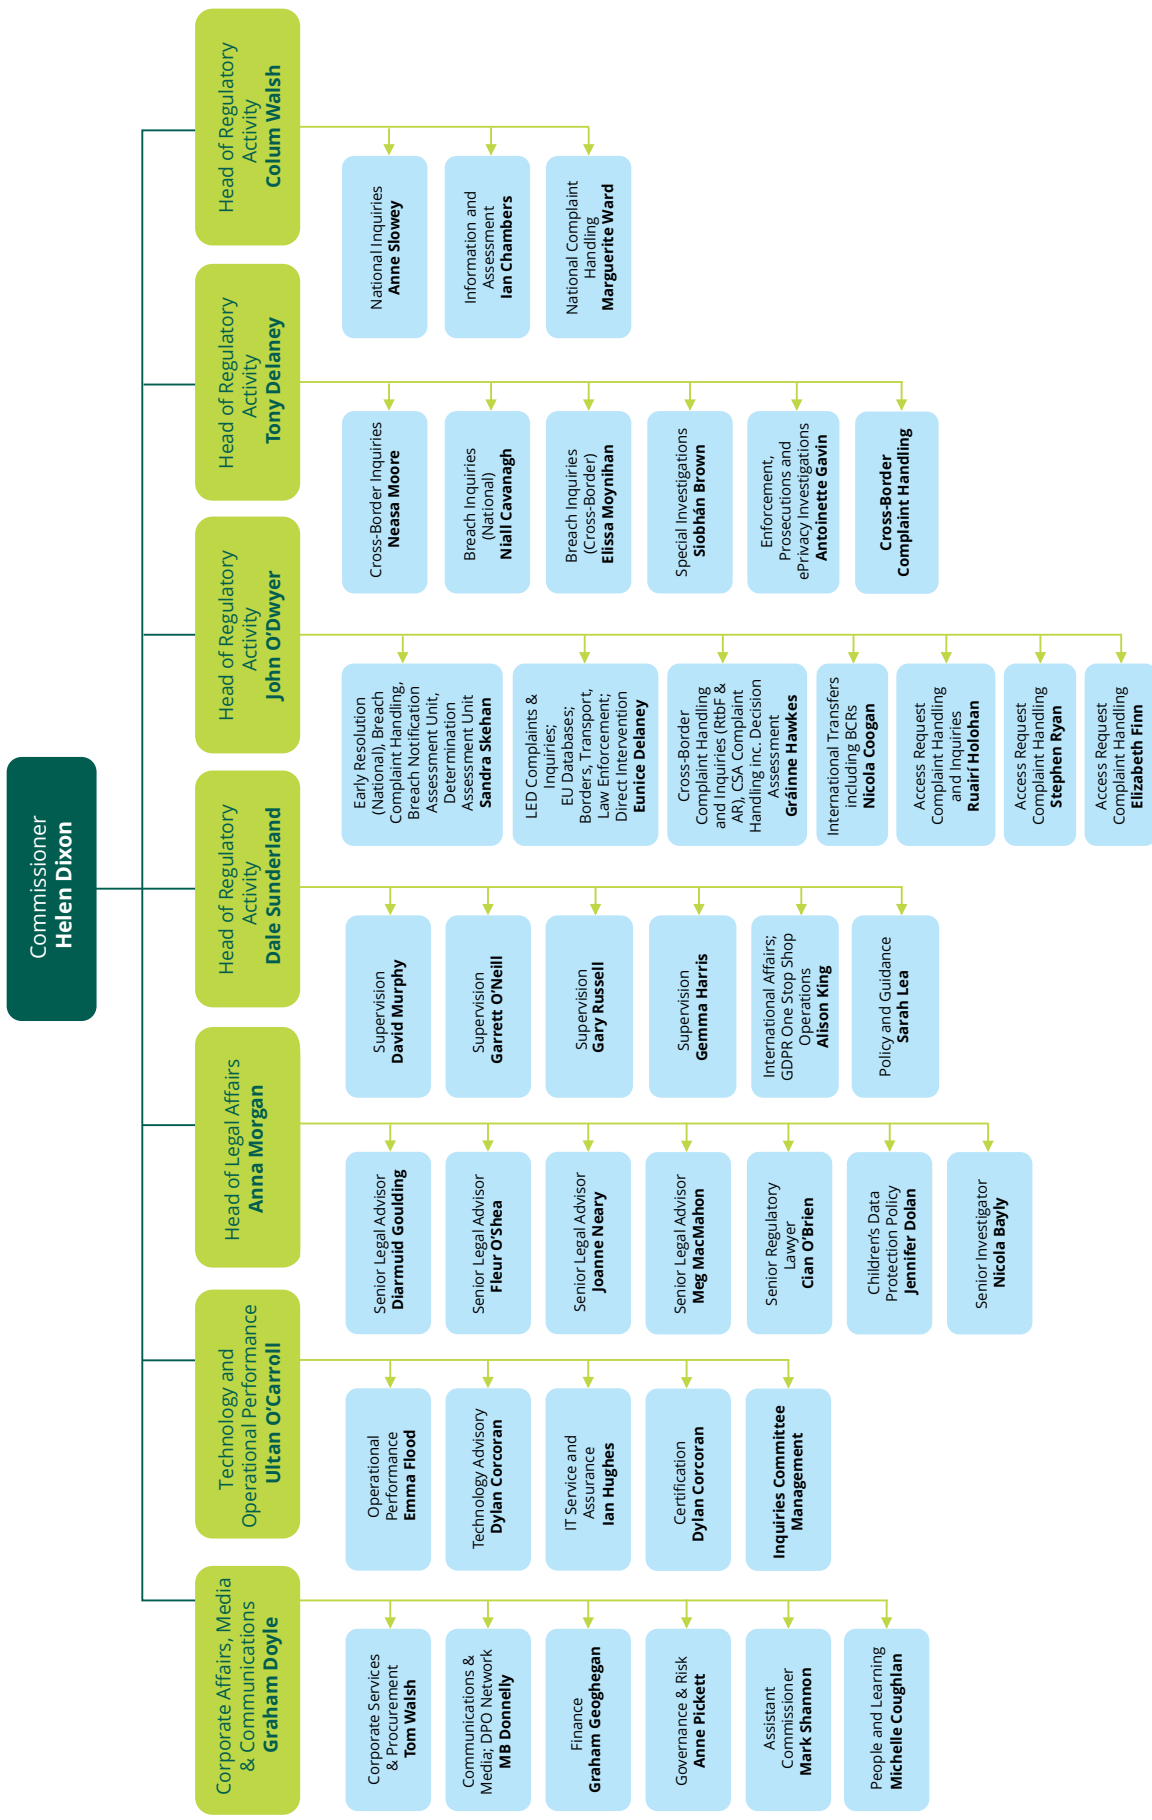 Commissioner
Helen Dixon
Corporate Affairs, Media
& Communications
Graham Doyle
Corporate Services
& Procurement
Tom Walsh
Communications &
Media; DPO Network
MB Donnelly
Finance
Graham Geoghegan
Governance & Risk
Anne Pickett
Assistant
Commissioner
Mark Shannon
People and Learning
Michelle Coughlan
Technology and
Operational Performance
Ultan O’Carroll
Operational
Performance
Emma Flood
Technology Advisory
Dylan Corcoran
IT Service and
Assurance
Ian Hughes
Certification
Dylan Corcoran
Inquiries Committee
Management
Head of Legal Affairs
Anna Morgan
Senior Legal Advisor
Diarmuid Goulding
Senior Legal Advisor
Fleur O’Shea
Senior Legal Advisor
Joanne Neary
Senior Legal Advisor
Meg MacMahon
Senior Regulatory
Lawyer
Cian O’Brien
Children’s Data
Protection Policy
Jennifer Dolan
Senior Investigator
Nicola Bayly
Head of Regulatory
Activity
Dale Sunderland
Supervision
David Murphy
Supervision
Garrett O’Neill
Supervision
Gary Russell
Supervision
Gemma Harris
International Affairs;
GDPR One Stop Shop
Operations
Alison King
Policy and Guidance
Sarah Lea
Head of Regulatory
Activity
John O’Dwyer
Early Resolution
(National), Breach
Complaint Handling,
Breach Notification
Assessment Unit,
Determination
Assessment Unit
Sandra Skehan
LED Complaints &
Inquiries;
EU Databases;
Borders, Transport,
Law Enforcement;
Direct Intervention
Eunice Delaney
Cross-Border
Complaint Handling
and Inquiries (RtbF &
AR), CSA Complaint
Handling inc. Decision
Assessment
Gráinne Hawkes
International Transfers
including BCRs
Nicola Coogan
Access Request
Complaint Handling
and Inquiries
Ruairí Holohan
Access Request
Complaint Handling
Stephen Ryan
Access Request
Complaint Handling
Elizabeth Finn
Head of Regulatory
Activity
Tony Delaney
Cross-Border Inquiries
Neasa Moore
Breach Inquiries
(National)
Niall Cavanagh
Breach Inquiries
(Cross-Border)
Elissa Moynihan
Special Investigations
Siobhán Brown
Enforcement,
Prosecutions and
ePrivacy Investigations
Antoinette Gavin
Cross-Border
Complaint Handling
Head of Regulatory
Activity
Colum Walsh
National Inquiries
Anne Slowey
Information and
Assessment
Ian Chambers
National Complaint
Handling
Marguerite Ward